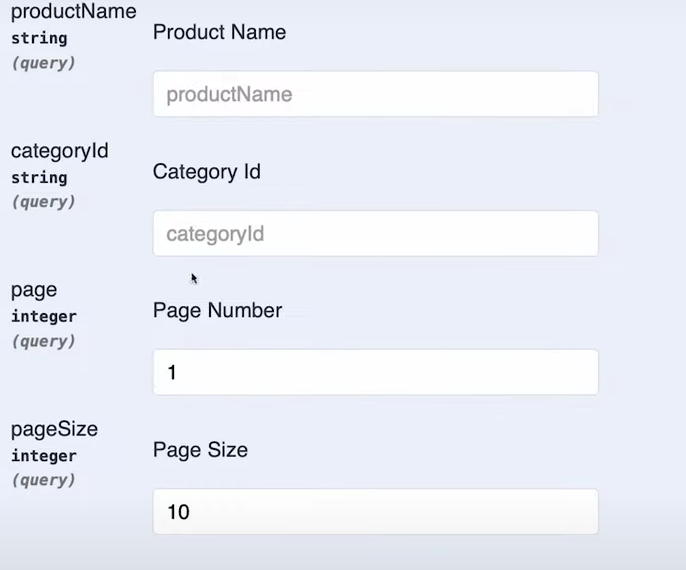 productName
string
(query)
Product Name
productName
categoryId
string
(query)
Category Id
categoryId
page
integer
(query)
Page Number
1
pageSize
integer
(query)
Page Size
10